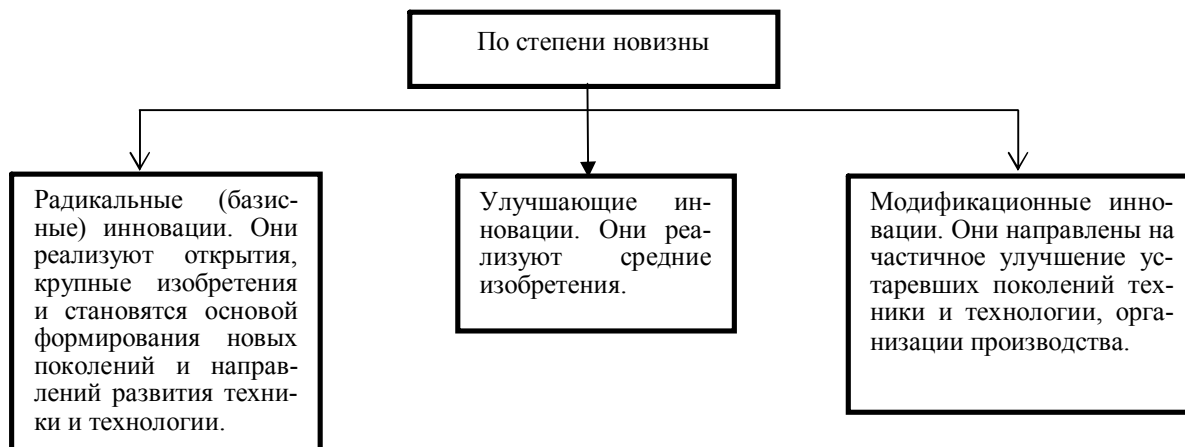 По степени новизны
Радикальные (базис-
ные) инновации. Они
реализуют открытия,
крупные изобретения
и становятся основой
формирования новых
поколений и направ-
лений развития техни-
ки и технологии.
Улучшающие ин-
новации. Они реа-
лизуют средние
изобретения.
Модификационные инно-
вации. Они направлены на
частичное улучшение ус-
таревших поколений тех-
ники и технологии, орга-
низации производства.